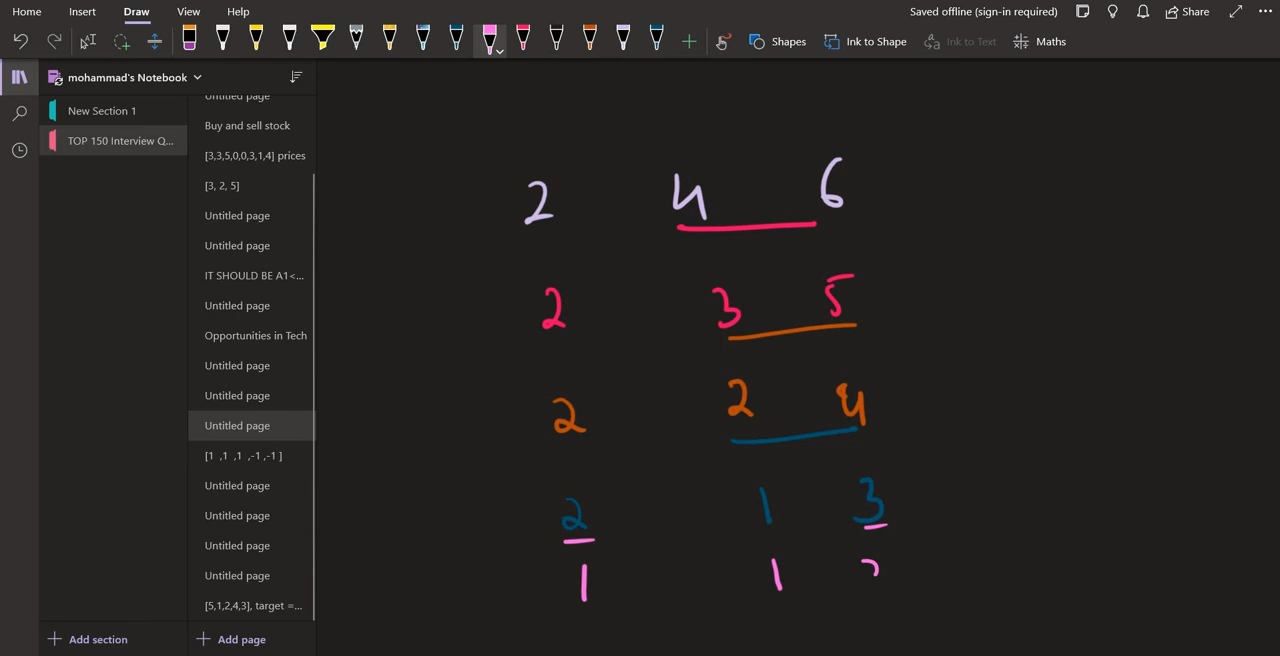 Home Insert Draw View Help Saved offline (sign-in required) Share
Shapes Ink to Shape Ink to Text Maths
mohammad's Notebook
New Section 1
TOP 150 Interview Q...
Untitled page
Buy and sell stock
[3,3,5,0,0,3,1,4] prices
[3, 2, 5]
Untitled page
Untitled page
IT SHOULD BE A1<...
Untitled page
Opportunities in Tech
Untitled page
Untitled page
Untitled page
[1 ,1 ,1 ,-1 ,-1 ]
Untitled page
Untitled page
Untitled page
Untitled page
[5,1,2,4,3], target =...
Add section
Add page
2 4 6
2 3 5
2 2 4
2 1 3
1 1